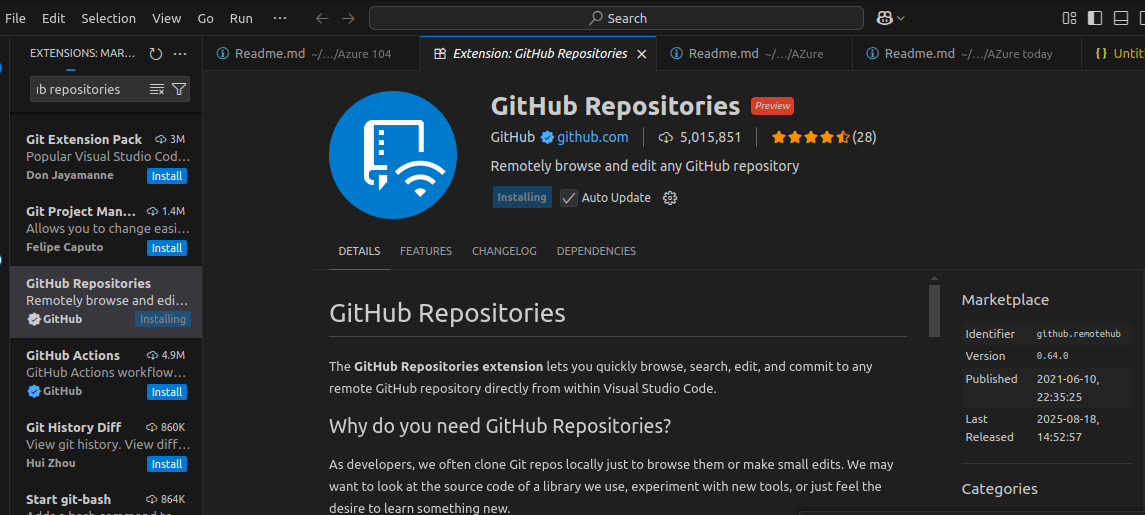 File Edit Selection View Go Run ··· Search
EXTENSIONS: MAR... ···
Readme.md ~/.../Azure 104
Extension: GitHub Repositories
Readme.md ~/.../AZure
Readme.md ~/.../AZure today
{} Untit
ub repositories
Git Extension Pack 3M
Popular Visual Studio Cod...
Don Jayamanne Install
Git Project Man... 1.4M
Allows you to change easi...
Felipe Caputo Install
GitHub Repositories
Remotely browse and edi...
GitHub Installing
GitHub Actions 4.9M
GitHub Actions workflow...
GitHub Install
Git History Diff 860K
View git history. View diff...
Hui Zhou Install
Start git-bash 864K
GitHub Repositories Preview
GitHub github.com 5,015,851 (28)
Remotely browse and edit any GitHub repository
Installing Auto Update
DETAILS FEATURES CHANGELOG DEPENDENCIES
GitHub Repositories
The GitHub Repositories extension lets you quickly browse, search, edit, and commit to any
remote GitHub repository directly from within Visual Studio Code.
Why do you need GitHub Repositories?
As developers, we often clone Git repos locally just to browse them or make small edits. We may
want to look at the source code of a library we use, experiment with new tools, or just feel the
desire to learn something new.
Marketplace
Identifier github.remotehub
Version 0.64.0
Published 2021-06-10,
22:35:25
Last 2025-08-18,
Released 14:52:57
Categories